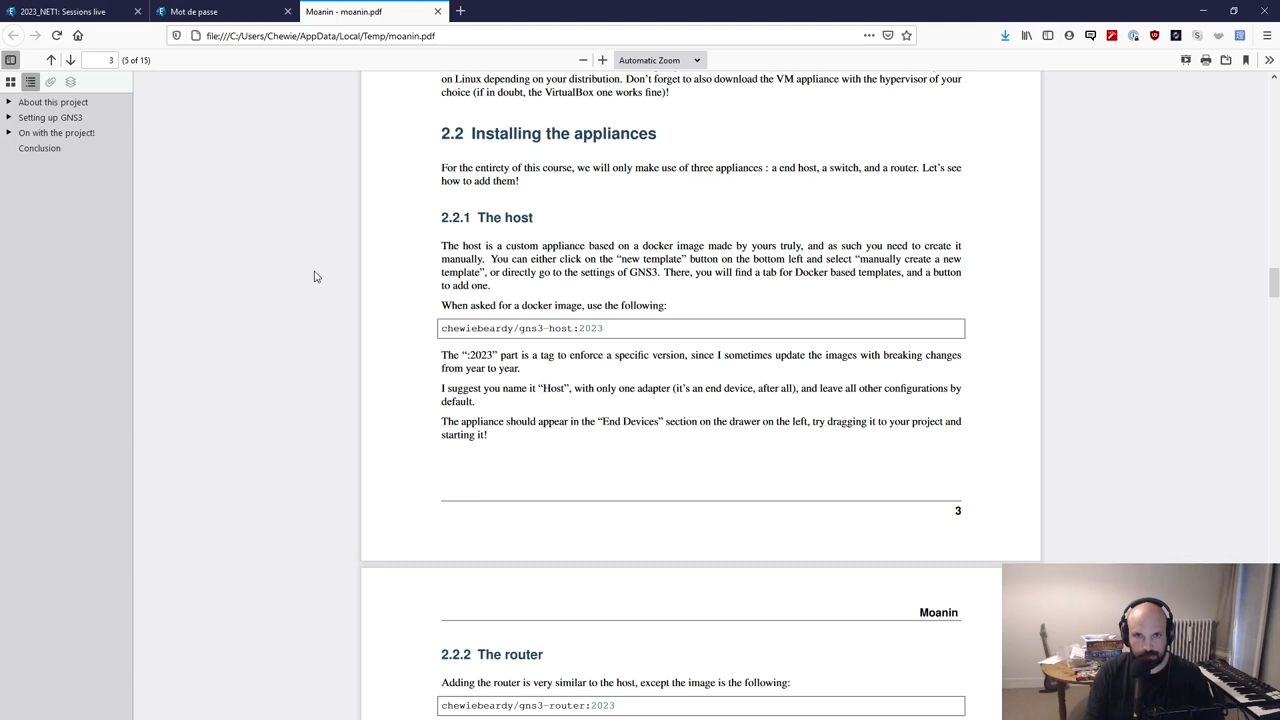 2023_NET1: Sessions live
Mot de passe
Moanin - moanin.pdf
file:///C:/Users/Chewie/AppData/Local/Temp/moanin.pdf
3 (5 of 15)
Automatic Zoom
About this project
Setting up GNS3
On with the project!
Conclusion
on Linux depending on your distribution. Don't forget to also download the VM appliance with the hypervisor of your
choice (if in doubt, the VirtualBox one works fine)!
2.2 Installing the appliances
For the entirety of this course, we will only make use of three appliances : a end host, a switch, and a router. Let's see
how to add them!
2.2.1 The host
The host is a custom appliance based on a docker image made by yours truly, and as such you need to create it
manually. You can either click on the “new template” button on the bottom left and select “manually create a new
template”, or directly go to the settings of GNS3. There, you will find a tab for Docker based templates, and a button
to add one.
When asked for a docker image, use the following:
chewiebeardy/gns3-host:2023
The “:2023” part is a tag to enforce a specific version, since I sometimes update the images with breaking changes
from year to year.
I suggest you name it “Host”, with only one adapter (it's an end device, after all), and leave all other configurations by
default.
The appliance should appear in the “End Devices” section on the drawer on the left, try dragging it to your project and
starting it!
3
Moanin
2.2.2 The router
Adding the router is very similar to the host, except the image is the following:
chewiebeardy/gns3-router:2023